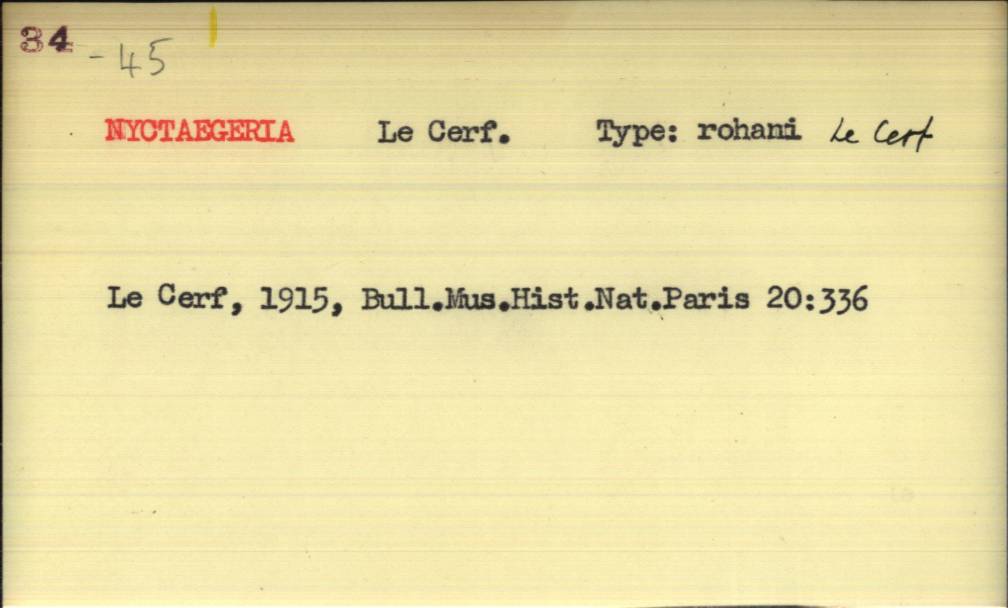 34 - 45
NYCTAEGERIA Le Cerf. Type: rohani Le Cerf
Le Cerf, 1915, Bull.Mus.Hist.Nat.Paris 20:336